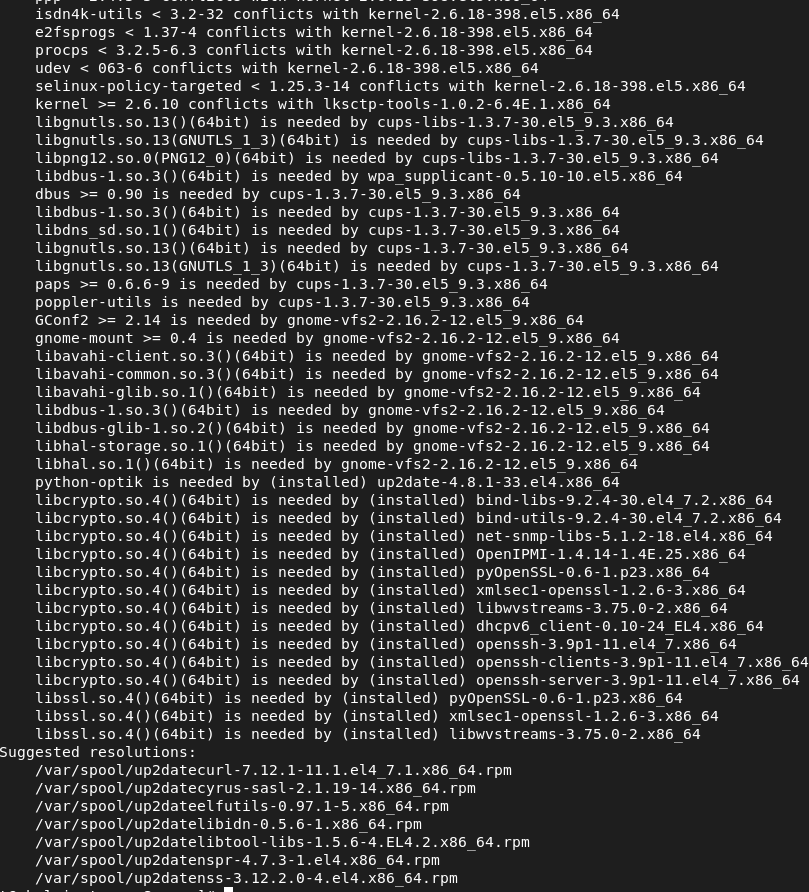 isdn4k-utils < 3.2-32 conflicts with kernel-2.6.18-398.el5.x86_64
e2fsprogs < 1.37-4 conflicts with kernel-2.6.18-398.el5.x86_64
procps < 3.2.5-6.3 conflicts with kernel-2.6.18-398.el5.x86_64
udev < 063-6 conflicts with kernel-2.6.18-398.el5.x86_64
selinux-policy-targeted < 1.25.3-14 conflicts with kernel-2.6.18-398.el5.x86_64
kernel >= 2.6.10 conflicts with lksctp-tools-1.0.2-6.4E.1.x86_64
libgnutls.so.13()(64bit) is needed by cups-libs-1.3.7-30.el5_9.3.x86_64
libgnutls.so.13(GNUTLS_1_3)(64bit) is needed by cups-libs-1.3.7-30.el5_9.3.x86_64
libpng12.so.0(PNG12_0)(64bit) is needed by cups-libs-1.3.7-30.el5_9.3.x86_64
libdbus-1.so.3()(64bit) is needed by wpa_supplicant-0.5.10-10.el5.x86_64
dbus >= 0.90 is needed by cups-1.3.7-30.el5_9.3.x86_64
libdbus-1.so.3()(64bit) is needed by cups-1.3.7-30.el5_9.3.x86_64
libdns_sd.so.1()(64bit) is needed by cups-1.3.7-30.el5_9.3.x86_64
libgnutls.so.13()(64bit) is needed by cups-1.3.7-30.el5_9.3.x86_64
libgnutls.so.13(GNUTLS_1_3)(64bit) is needed by cups-1.3.7-30.el5_9.3.x86_64
paps >= 0.6.6-9 is needed by cups-1.3.7-30.el5_9.3.x86_64
poppler-utils is needed by cups-1.3.7-30.el5_9.3.x86_64
GConf2 >= 2.14 is needed by gnome-vfs2-2.16.2-12.el5_9.x86_64
gnome-mount >= 0.4 is needed by gnome-vfs2-2.16.2-12.el5_9.x86_64
libavahi-client.so.3()(64bit) is needed by gnome-vfs2-2.16.2-12.el5_9.x86_64
libavahi-common.so.3()(64bit) is needed by gnome-vfs2-2.16.2-12.el5_9.x86_64
libavahi-glib.so.1()(64bit) is needed by gnome-vfs2-2.16.2-12.el5_9.x86_64
libdbus-1.so.3()(64bit) is needed by gnome-vfs2-2.16.2-12.el5_9.x86_64
libdbus-glib-1.so.2()(64bit) is needed by gnome-vfs2-2.16.2-12.el5_9.x86_64
libhal-storage.so.1()(64bit) is needed by gnome-vfs2-2.16.2-12.el5_9.x86_64
libhal.so.1()(64bit) is needed by gnome-vfs2-2.16.2-12.el5_9.x86_64
python-optik is needed by (installed) up2date-4.8.1-33.el4.x86_64
libcrypto.so.4()(64bit) is needed by (installed) bind-libs-9.2.4-30.el4_7.2.x86_64
libcrypto.so.4()(64bit) is needed by (installed) bind-utils-9.2.4-30.el4_7.2.x86_64
libcrypto.so.4()(64bit) is needed by (installed) net-snmp-libs-5.1.2-18.el4.x86_64
libcrypto.so.4()(64bit) is needed by (installed) OpenIPMI-1.4.14-1.4E.25.x86_64
libcrypto.so.4()(64bit) is needed by (installed) pyOpenSSL-0.6-1.p23.x86_64
libcrypto.so.4()(64bit) is needed by (installed) xmlsec1-openssl-1.2.6-3.x86_64
libcrypto.so.4()(64bit) is needed by (installed) libwvstreams-3.75.0-2.x86_64
libcrypto.so.4()(64bit) is needed by (installed) dhcpv6_client-0.10-24_EL4.x86_64
libcrypto.so.4()(64bit) is needed by (installed) openssh-3.9p1-11.el4_7.x86_64
libcrypto.so.4()(64bit) is needed by (installed) openssh-clients-3.9p1-11.el4_7.x86_64
libcrypto.so.4()(64bit) is needed by (installed) openssh-server-3.9p1-11.el4_7.x86_64
libssl.so.4()(64bit) is needed by (installed) pyOpenSSL-0.6-1.p23.x86_64
libssl.so.4()(64bit) is needed by (installed) xmlsec1-openssl-1.2.6-3.x86_64
libssl.so.4()(64bit) is needed by (installed) libwvstreams-3.75.0-2.x86_64
Suggested resolutions:
/var/spool/up2datecurl-7.12.1-11.1.el4_7.1.x86_64.rpm
/var/spool/up2datecyrus-sasl-2.1.19-14.x86_64.rpm
/var/spool/up2dateelfutils-0.97.1-5.x86_64.rpm
/var/spool/up2datelibidn-0.5.6-1.x86_64.rpm
/var/spool/up2datelibtool-libs-1.5.6-4.EL4.2.x86_64.rpm
/var/spool/up2datenspr-4.7.3-1.el4.x86_64.rpm
/var/spool/up2datenss-3.12.2.0-4.el4.x86_64.rpm